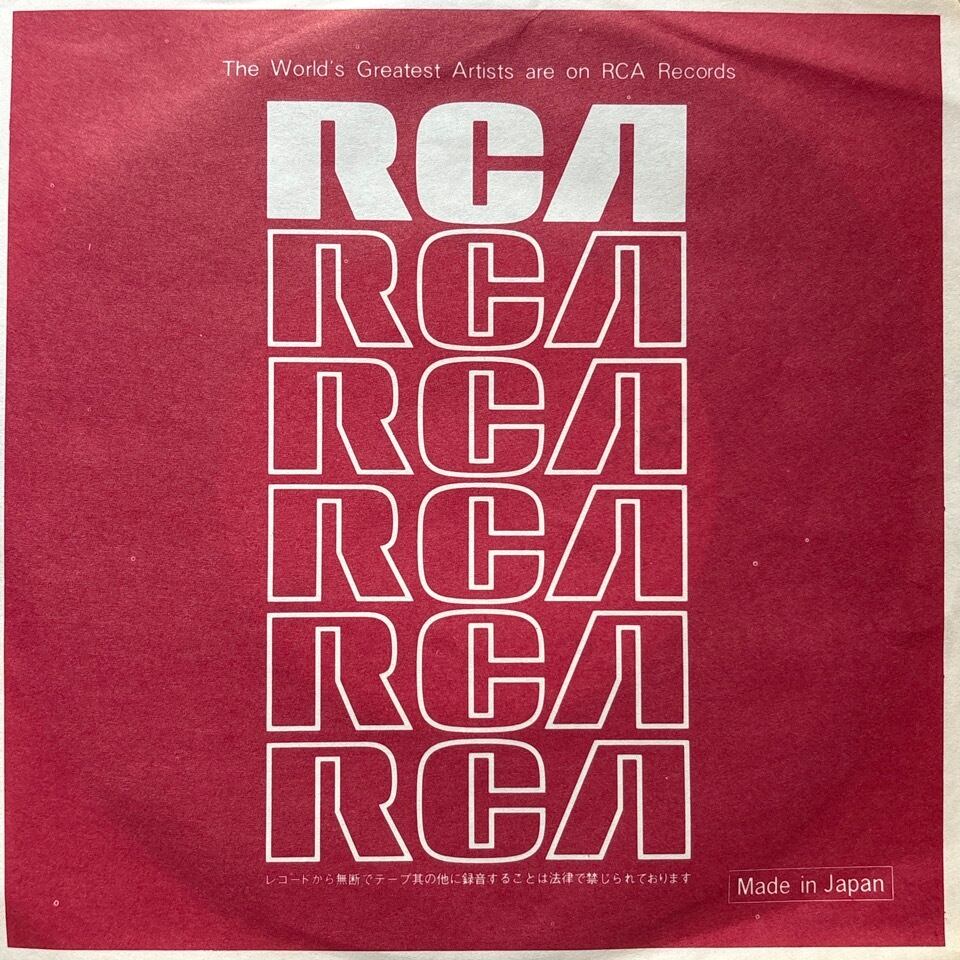 The World's Greatest Artists are on RCA Records
RCA
RCA
RCA
RCA
RCA
RCA
レコードから無断でテープ其の他に録音することは法律で禁じられております
Made in Japan